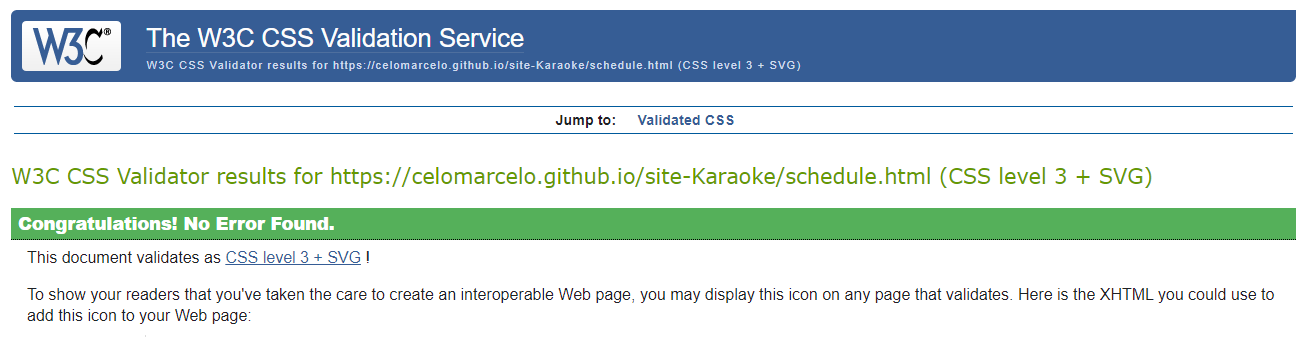 W3C®
The W3C CSS Validation Service
W3C CSS Validator results for https://celomarcelo.github.io/site-Karaoke/schedule.html (CSS level 3 + SVG)
Jump to: Validated CSS
W3C CSS Validator results for https://celomarcelo.github.io/site-Karaoke/schedule.html (CSS level 3 + SVG)
Congratulations! No Error Found.
This document validates as CSS level 3 + SVG !
To show your readers that you've taken the care to create an interoperable Web page, you may display this icon on any page that validates. Here is the XHTML you could use to
add this icon to your Web page: